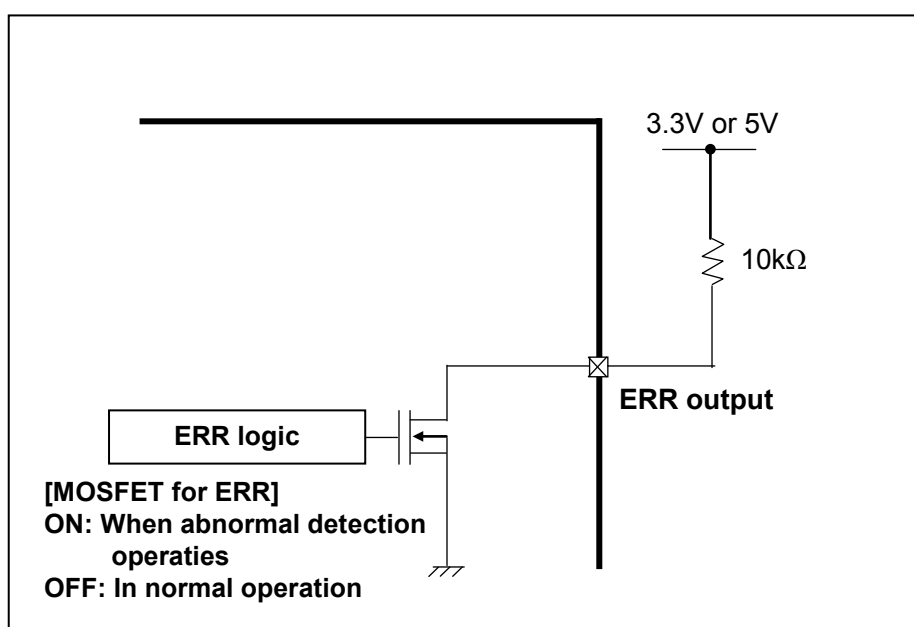 3.3V or 5V
10kΩ
ERR output
ERR logic
[MOSFET for ERR]
ON: When abnormal detection
operaties
OFF: In normal operation